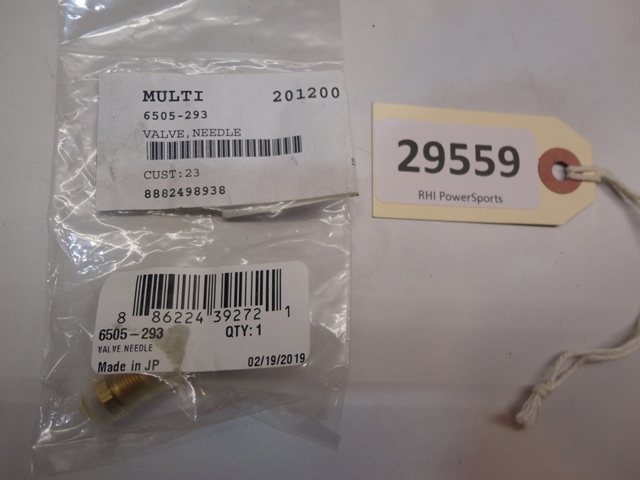 MULTI 201200
6505-293
VALVE,NEEDLE
CUST:23
8882498938
29559
RHI PowerSports
8 86224 39272 1
6505-293 QTY: 1
VALVE.NEEDLE
Made in JP 02/19/2019